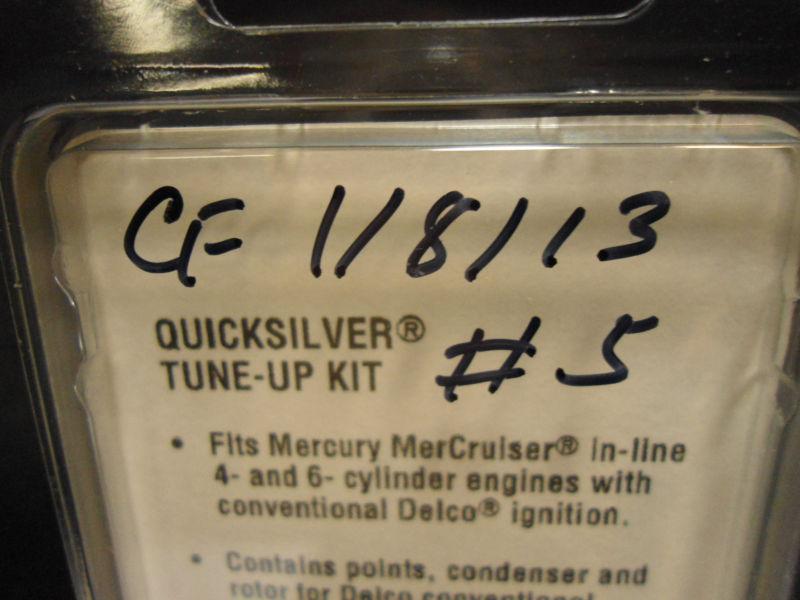 CF 1/8/13
QUICKSILVER®
TUNE-UP KIT
#5
• Fits Mercury MerCruiser® in-line
4- and 6- cylinder engines with
conventional Delco® ignition.
• Contains points, condenser and
rotor for Delco conventional